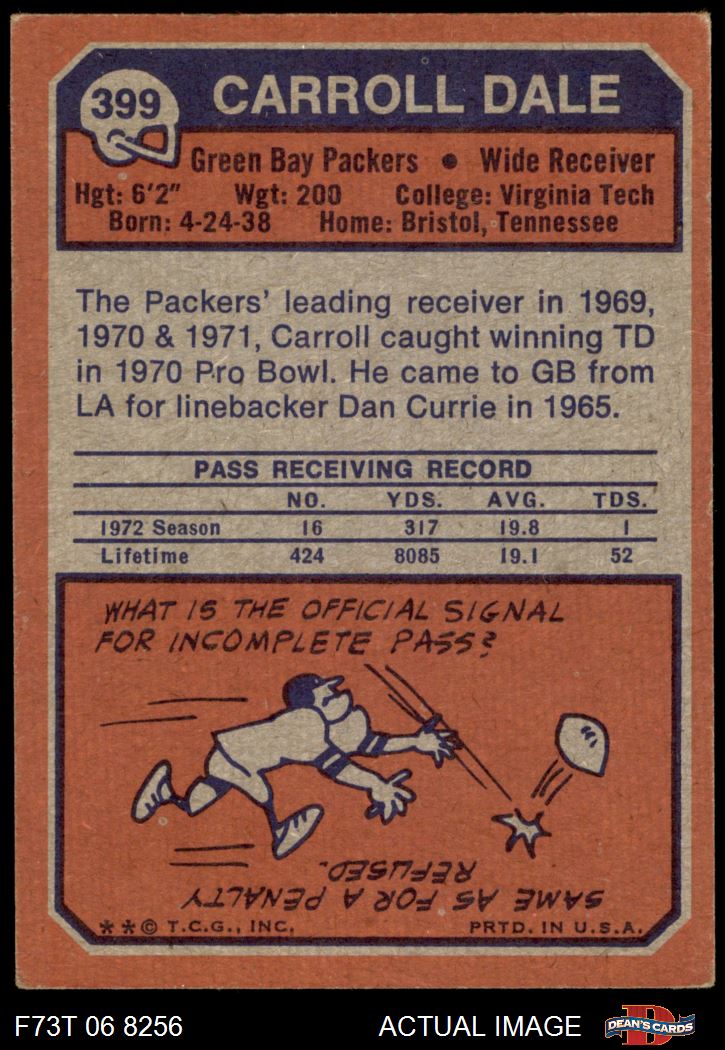 399
CARROLL DALE
Green Bay Packers • Wide Receiver
Hgt: 6'2" Wgt: 200 College: Virginia Tech
Born: 4-24-38 Home: Bristol, Tennessee
The Packers' leading receiver in 1969,
1970 & 1971, Carroll caught winning TD
in 1970 Pro Bowl. He came to GB from
LA for linebacker Dan Currie in 1965.
PASS RECEIVING RECORD
NO. YDS. AVG. TDS.
1972 Season 16 317 19.8 1
Lifetime 424 8085 19.1 52
WHAT IS THE OFFICIAL SIGNAL
FOR INCOMPLETE PASS?
SAME AS FOR A PENALTY
REFUSED.
**© T.C.G., INC. PRTD. IN U.S.A.
F73T 06 8256 ACTUAL IMAGE
D
DEAN'S CARDS